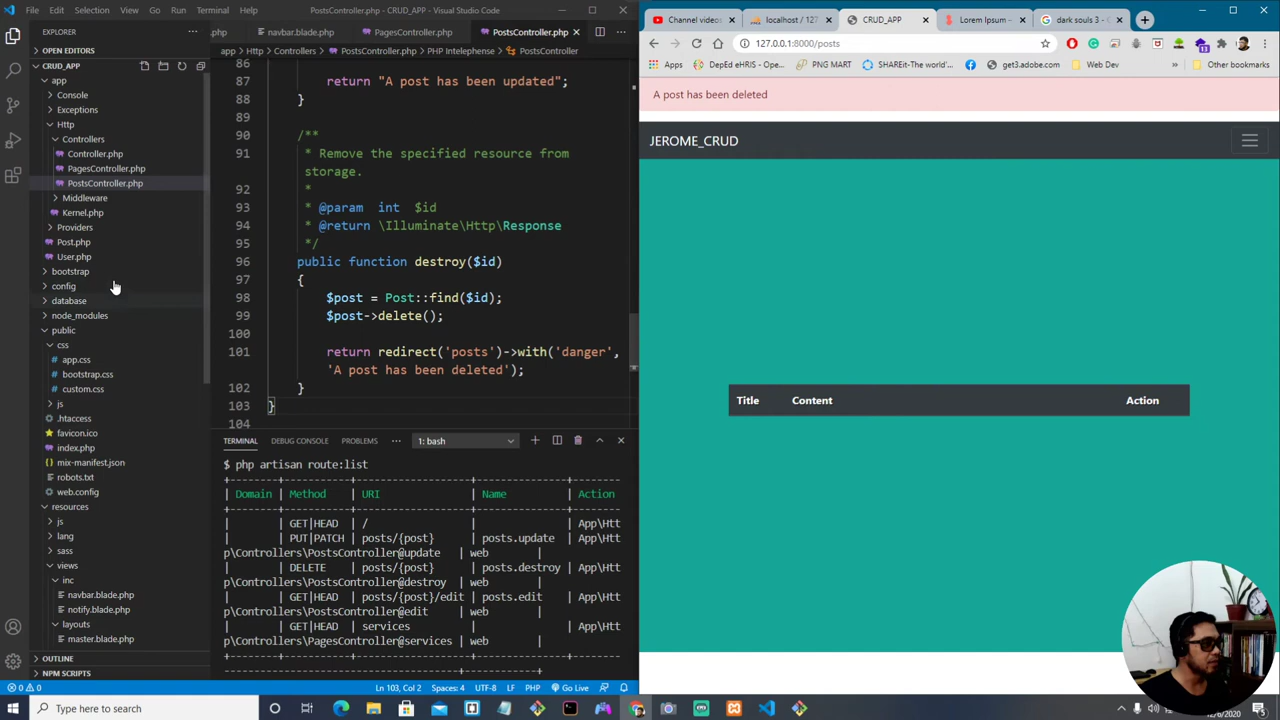 File Edit Selection View Go Run Terminal Help PostsController.php - CRUD_APP - Visual Studio Code
EXPLORER
OPEN EDITORS
CRUD_APP
app
Console
Exceptions
Http
Controllers
Controller.php
PagesController.php
PostsController.php
Middleware
Kernel.php
Providers
Post.php
User.php
bootstrap
config
database
node_modules
public
css
app.css
bootstrap.css
custom.css
js
.htaccess
favicon.ico
index.php
mix-manifest.json
robots.txt
web.config
resources
js
lang
sass
views
inc
navbar.blade.php
notify.blade.php
layouts
master.blade.php
OUTLINE
NPM SCRIPTS
.php navbar.blade.php PagesController.php PostsController.php
app > Http > Controllers > PostsController.php > PHP Intelephense > PostsController
86
87 return "A post has been updated";
88 }
89
90 /**
91 * Remove the specified resource from
storage.
92 *
93 * @param int $id
94 * @return \Illuminate\Http\Response
95 */
96 public function destroy($id)
97 {
98 $post = Post::find($id);
99 $post->delete();
100
101 return redirect('posts')->with('danger',
'A post has been deleted');
102 }
103 }
104
TERMINAL DEBUG CONSOLE PROBLEMS ... 1: bash
$ php artisan route:list
| Domain | Method | URI | Name | Action
| | GET|HEAD | / | | App\Htt
| | PUT|PATCH | posts/{post} | posts.update | App\Htt
p\Controllers\PostsController@update | web |
| | DELETE | posts/{post} | posts.destroy | App\Htt
p\Controllers\PostsController@destroy | web |
| | GET|HEAD | posts/{post}/edit | posts.edit | App\Htt
p\Controllers\PostsController@edit | web |
| | GET|HEAD | services | | App\Htt
p\Controllers\PagesController@services | web |
0 0 Ln 103, Col 2 Spaces: 4 UTF-8 LF PHP Go Live
Channel videos localhost / 127 CRUD_APP Lorem Ipsum – dark souls 3 -
127.0.0.1:8000/posts
Apps DepEd eHRIS - Of... PNG MART SHAREit-The world'... get3.adobe.com Web Dev » Other bookmarks
A post has been deleted
JEROME_CRUD
Title Content Action
Type here to search
12/6/2020